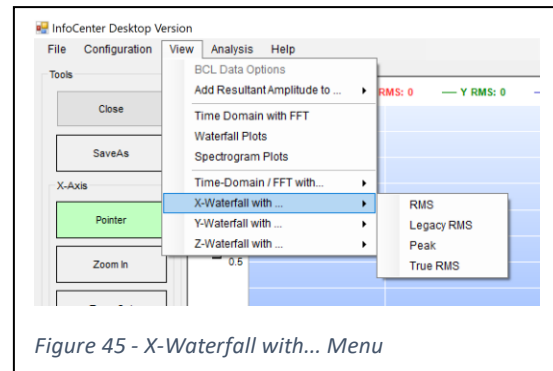 InfoCenter Desktop Version
File Configuration View Analysis Help
Tools
BCL Data Options
Add Resultant Amplitude to ...
RMS: 0 Y RMS: 0
Close
Time Domain with FFT
Waterfall Plots
SaveAs
Spectrogram Plots
X-Axis
Time-Domain / FFT with...
X-Waterfall with ...
RMS
Pointer
Y-Waterfall with ...
Legacy RMS
Z-Waterfall with ...
Peak
Zoom In
0.5
True RMS
Figure 45 - X-Waterfall with... Menu